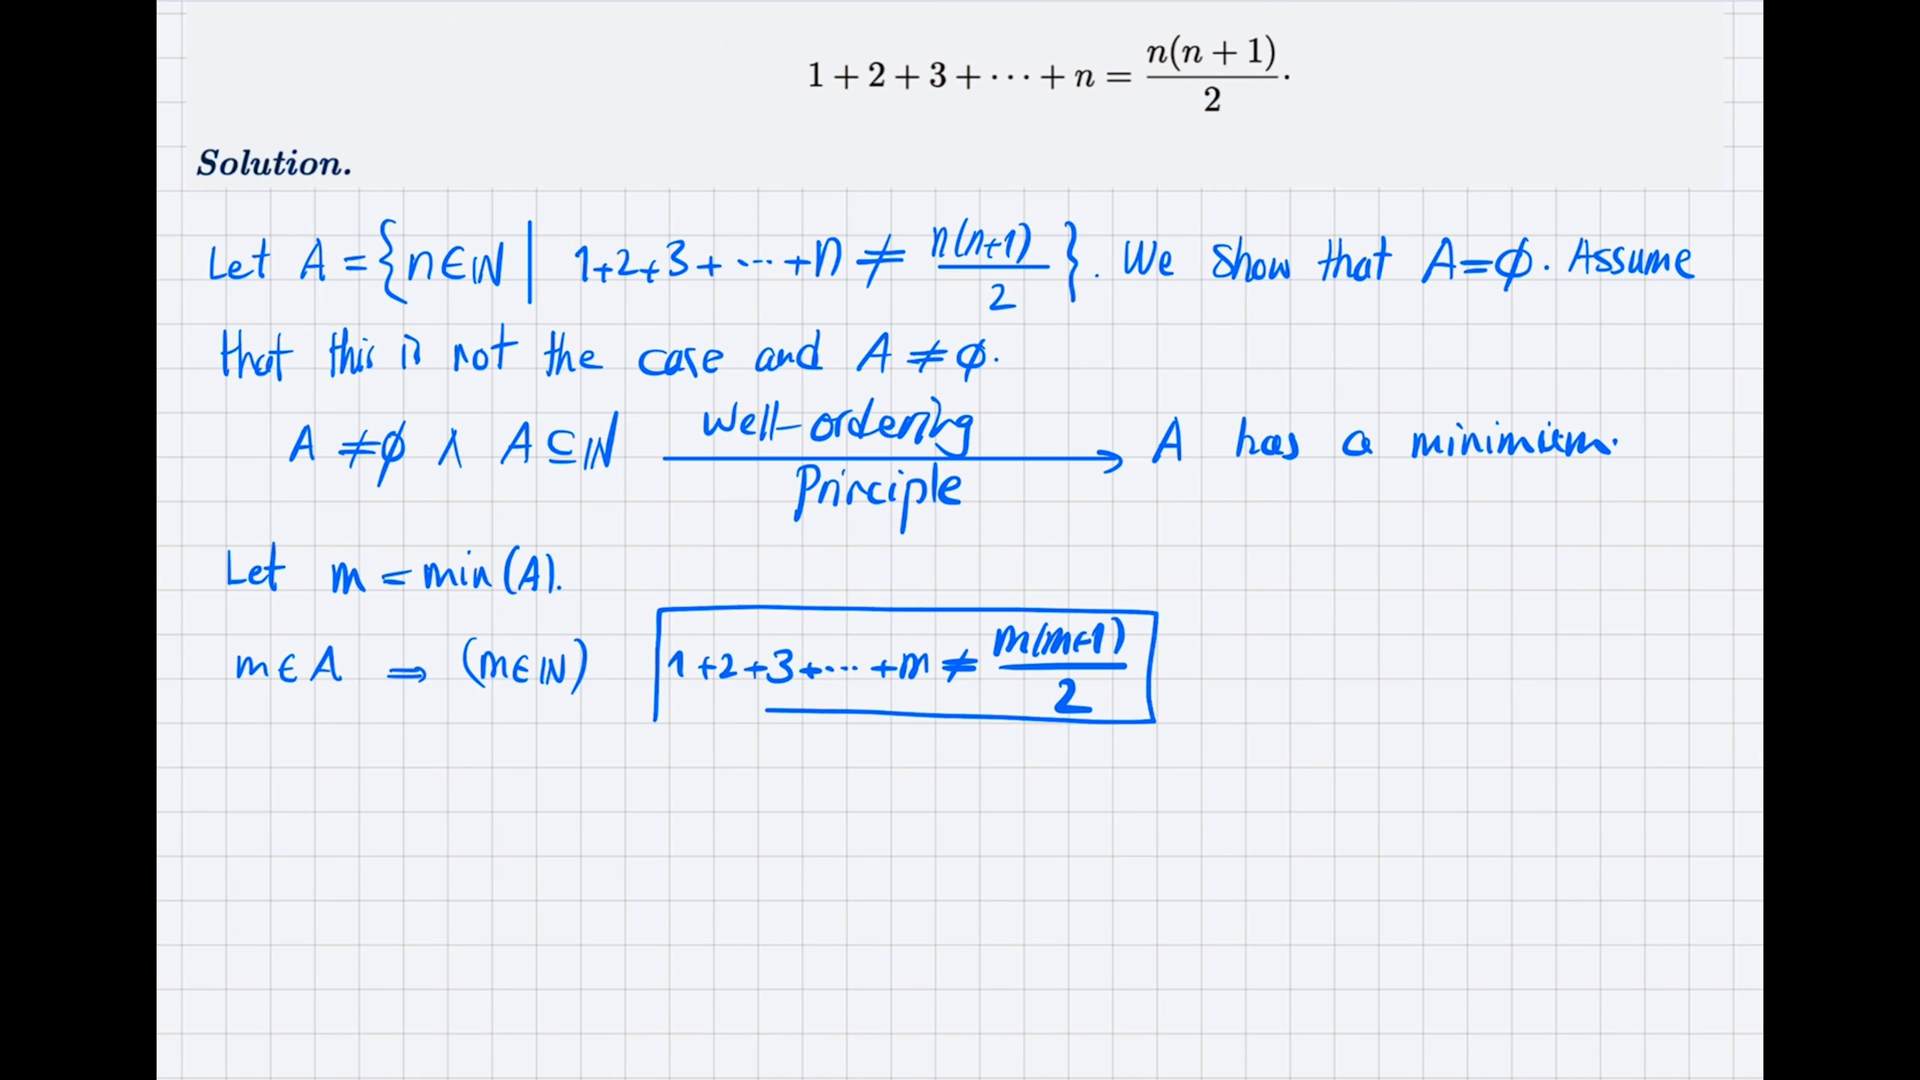 1 + 2 + 3 + ··· + n = n(n + 1)/2.
Solution.
Let A = {n∈ℕ | 1+2+3+ ··· +n ≠ n(n+1)/2}. We show that A=∅. Assume
that this is not the case and A ≠ ∅.
A ≠ ∅ ∧ A ⊆ ℕ Well-ordering Principle → A has a minimum.
Let m = min(A).
m ∈ A ⇒ (m∈ℕ) 1+2+3+···+m ≠ m(m+1)/2